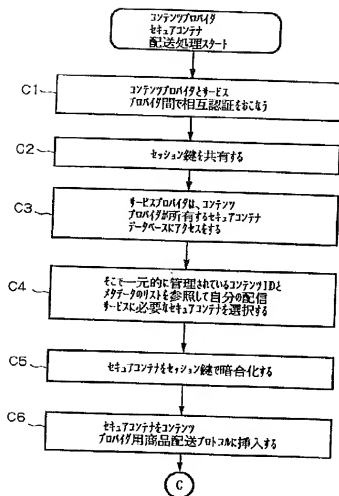 コンテンツプロバイダ
セキュアコンテナ
配送処理スタート
C1
コンテンツプロバイダとサービス
プロバイダ間で相互認証をおこなう
C2
セッション鍵を共有する
C3
サービスプロバイダは、コンテンツ
プロバイダが所有するセキュアコンテナ
データベースにアクセスをする
C4
そこで一元的に管理されているコンテンツIDと
メタデータのリストを参照して自分の配信
サービスに必要なセキュアコンテナを選択する
C5
セキュアコンテナをセッション鍵で暗合化する
C6
セキュアコンテナをコンテンツ
プロバイダ用商品配送プロトコルに挿入する
C